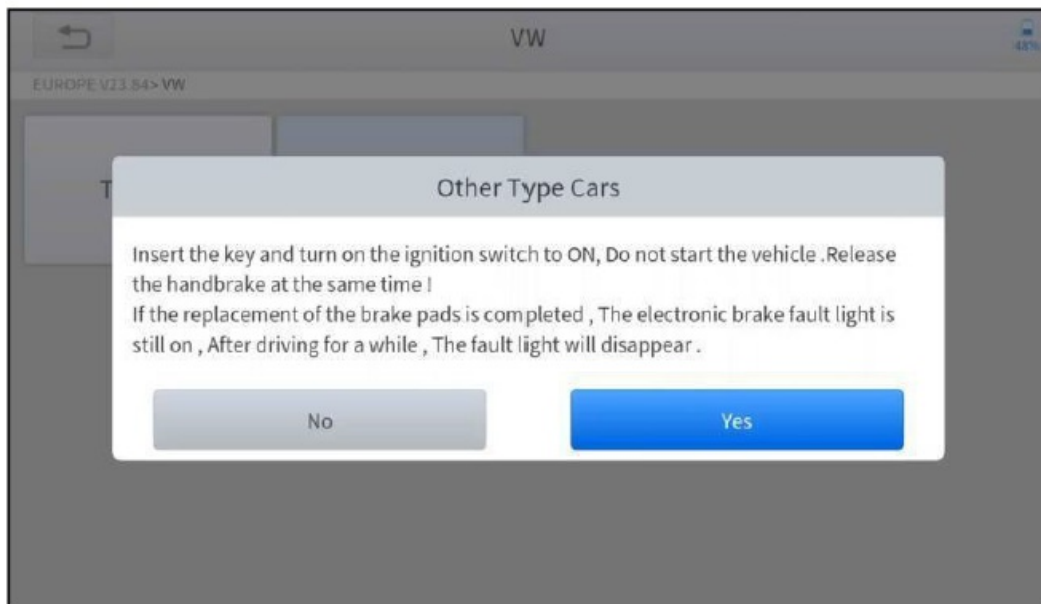 VW
48%
EUROPE V23.84> VW
T
Other Type Cars
Insert the key and turn on the ignition switch to ON, Do not start the vehicle .Release
the handbrake at the same time !
If the replacement of the brake pads is completed , The electronic brake fault light is
still on , After driving for a while , The fault light will disappear .
No
Yes